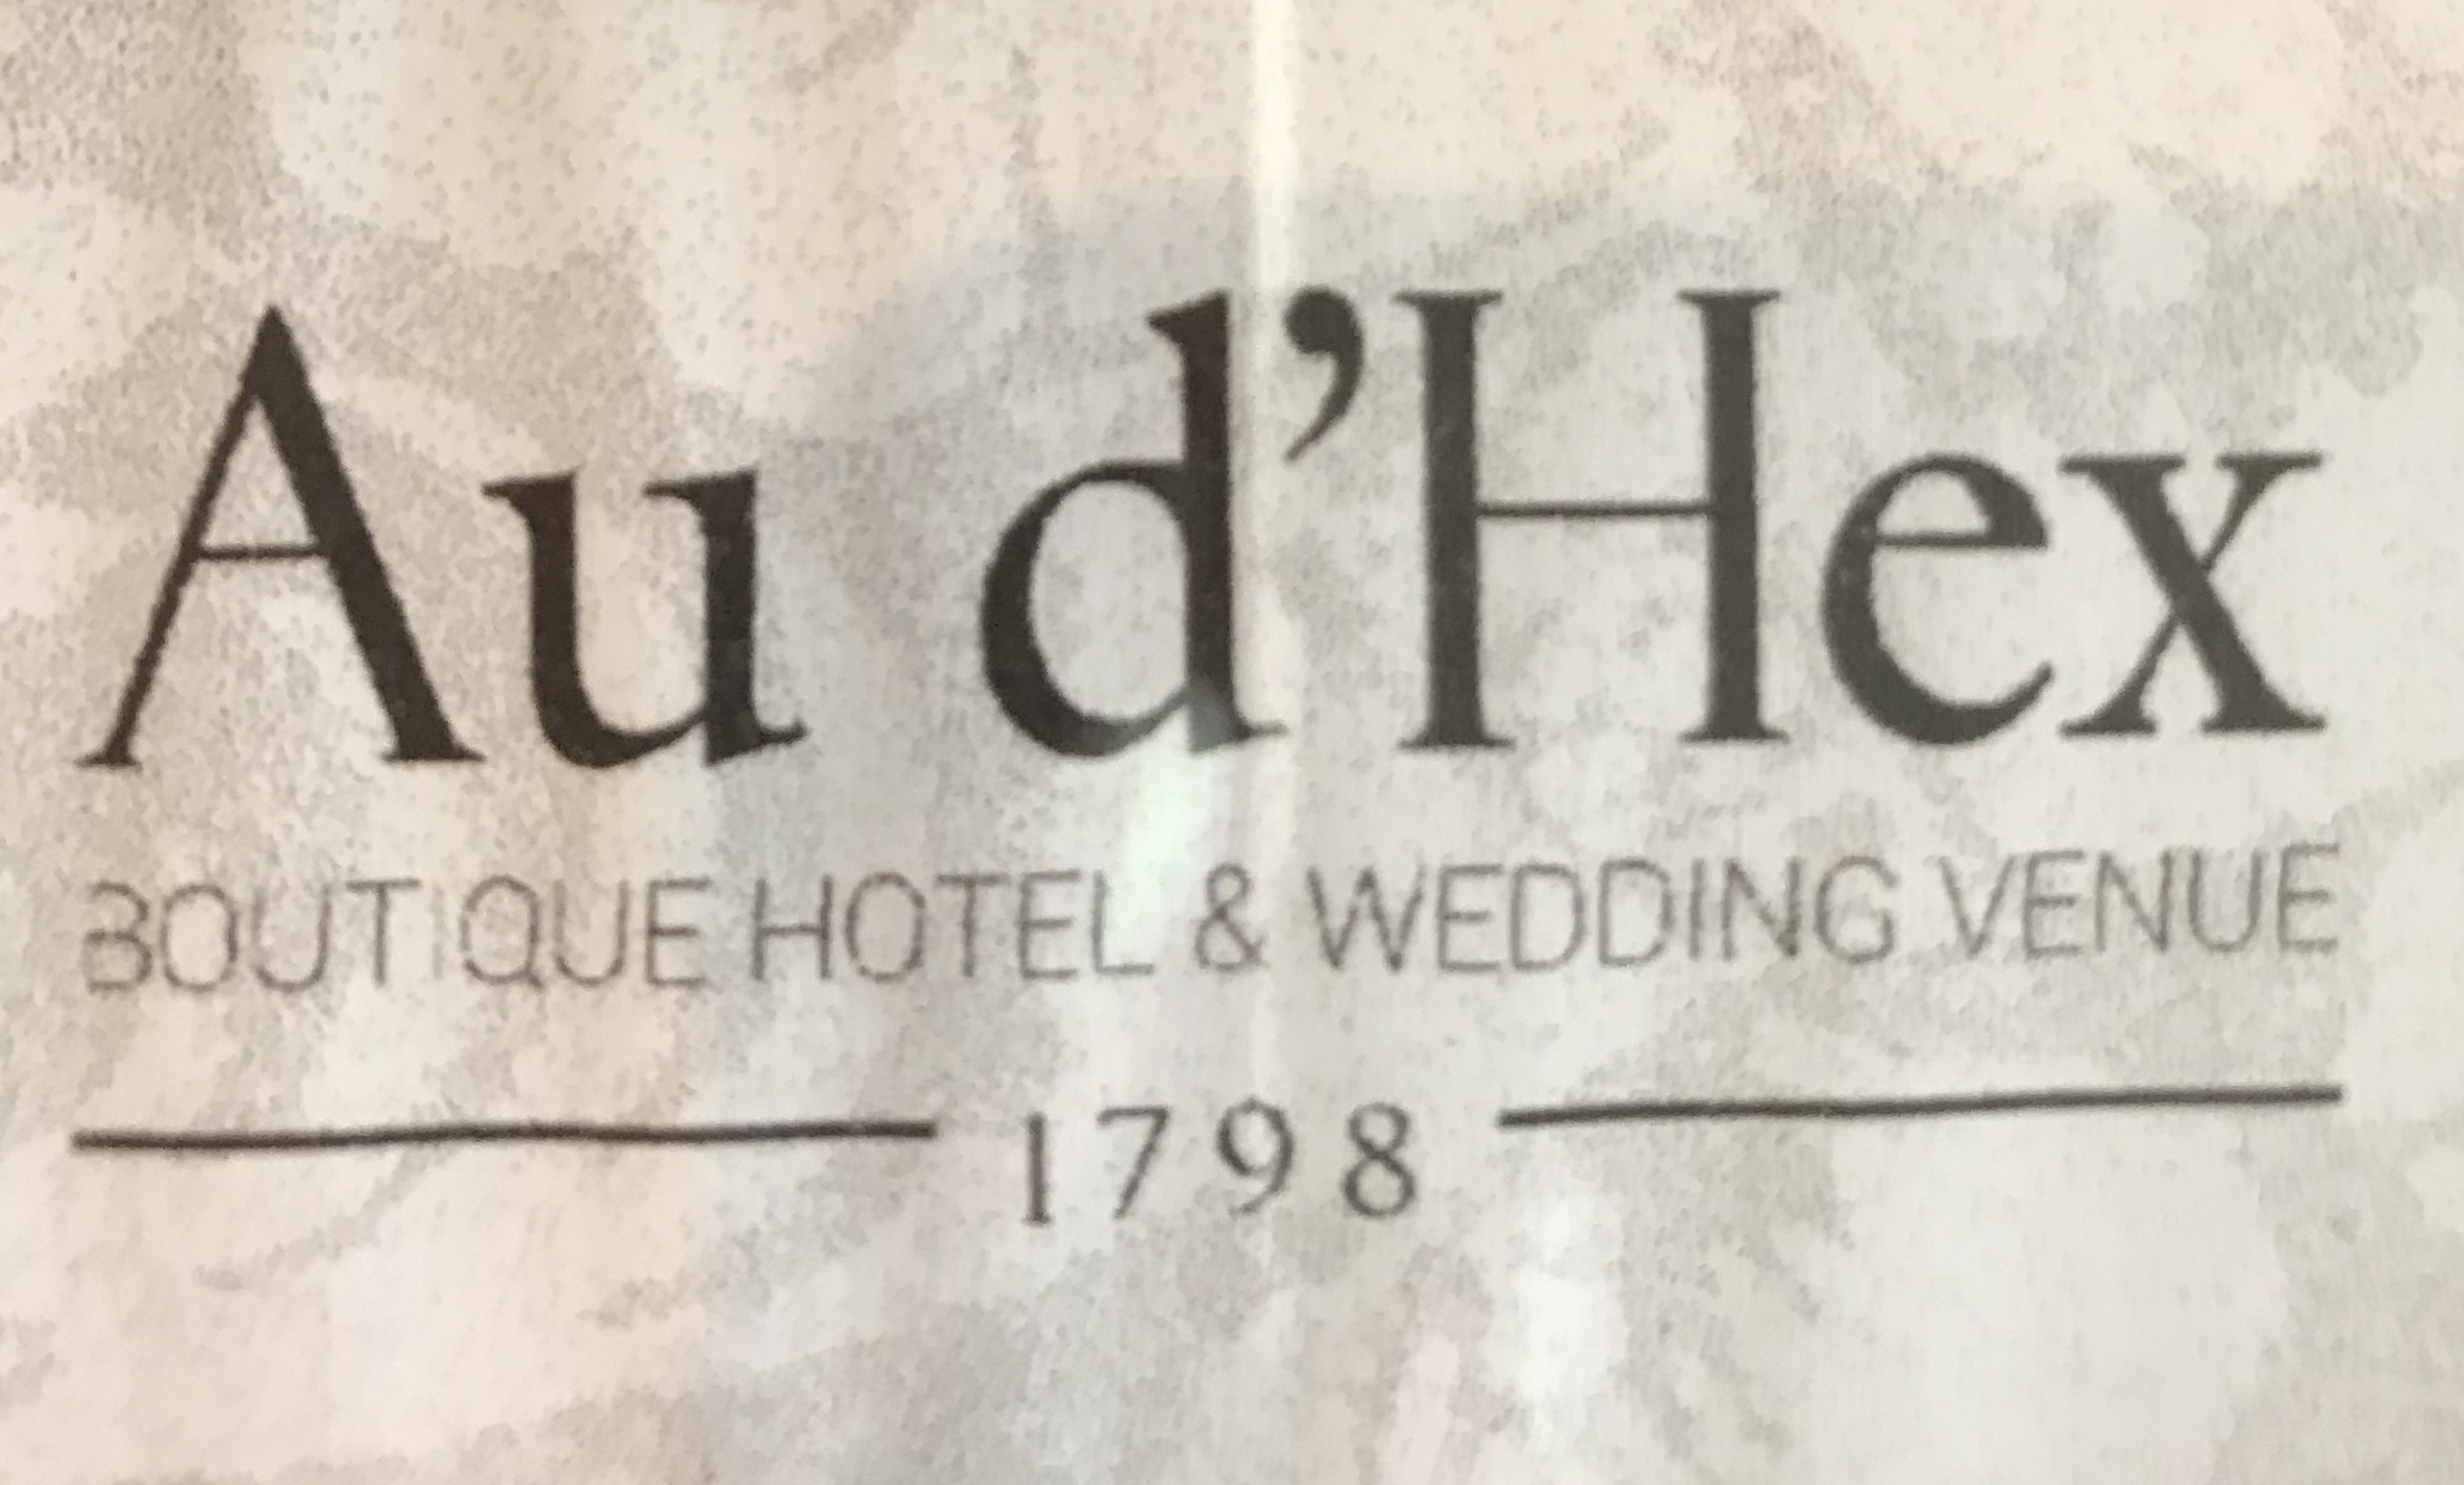 Au d’Hex
BOUTIQUE HOTEL & WEDDING VENUE
1798